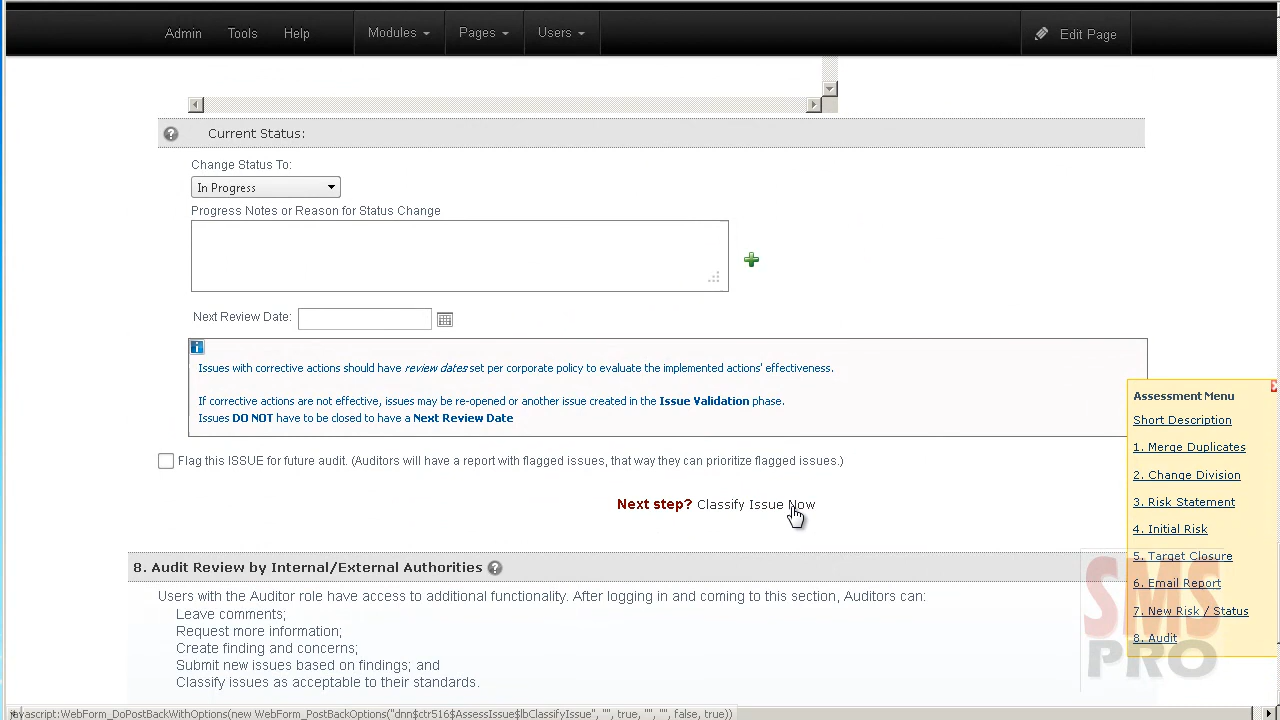 Admin Tools Help Modules Pages Users Edit Page
Current Status:
Change Status To:
In Progress
Progress Notes or Reason for Status Change
Next Review Date:
Issues with corrective actions should have review dates set per corporate policy to evaluate the implemented actions' effectiveness.
If corrective actions are not effective, issues may be re-opened or another issue created in the Issue Validation phase.
Issues DO NOT have to be closed to have a Next Review Date
Flag this ISSUE for future audit. (Auditors will have a report with flagged issues, that way they can prioritize flagged issues.)
Next step? Classify Issue Now
8. Audit Review by Internal/External Authorities
Users with the Auditor role have access to additional functionality. After logging in and coming to this section, Auditors can:
Leave comments;
Request more information;
Create finding and concerns;
Submit new issues based on findings; and
Classify issues as acceptable to their standards.
Assessment Menu
Short Description
1. Merge Duplicates
2. Change Division
3. Risk Statement
4. Initial Risk
5. Target Closure
6. Email Report
7. New Risk / Status
8. Audit
SMS
PRO
javascript:WebForm_DoPostBackWithOptions(new WebForm_PostBackOptions("dnn$ctr516$AssessIssue$lbClassifyIssue", "", true, "", "", false, true))